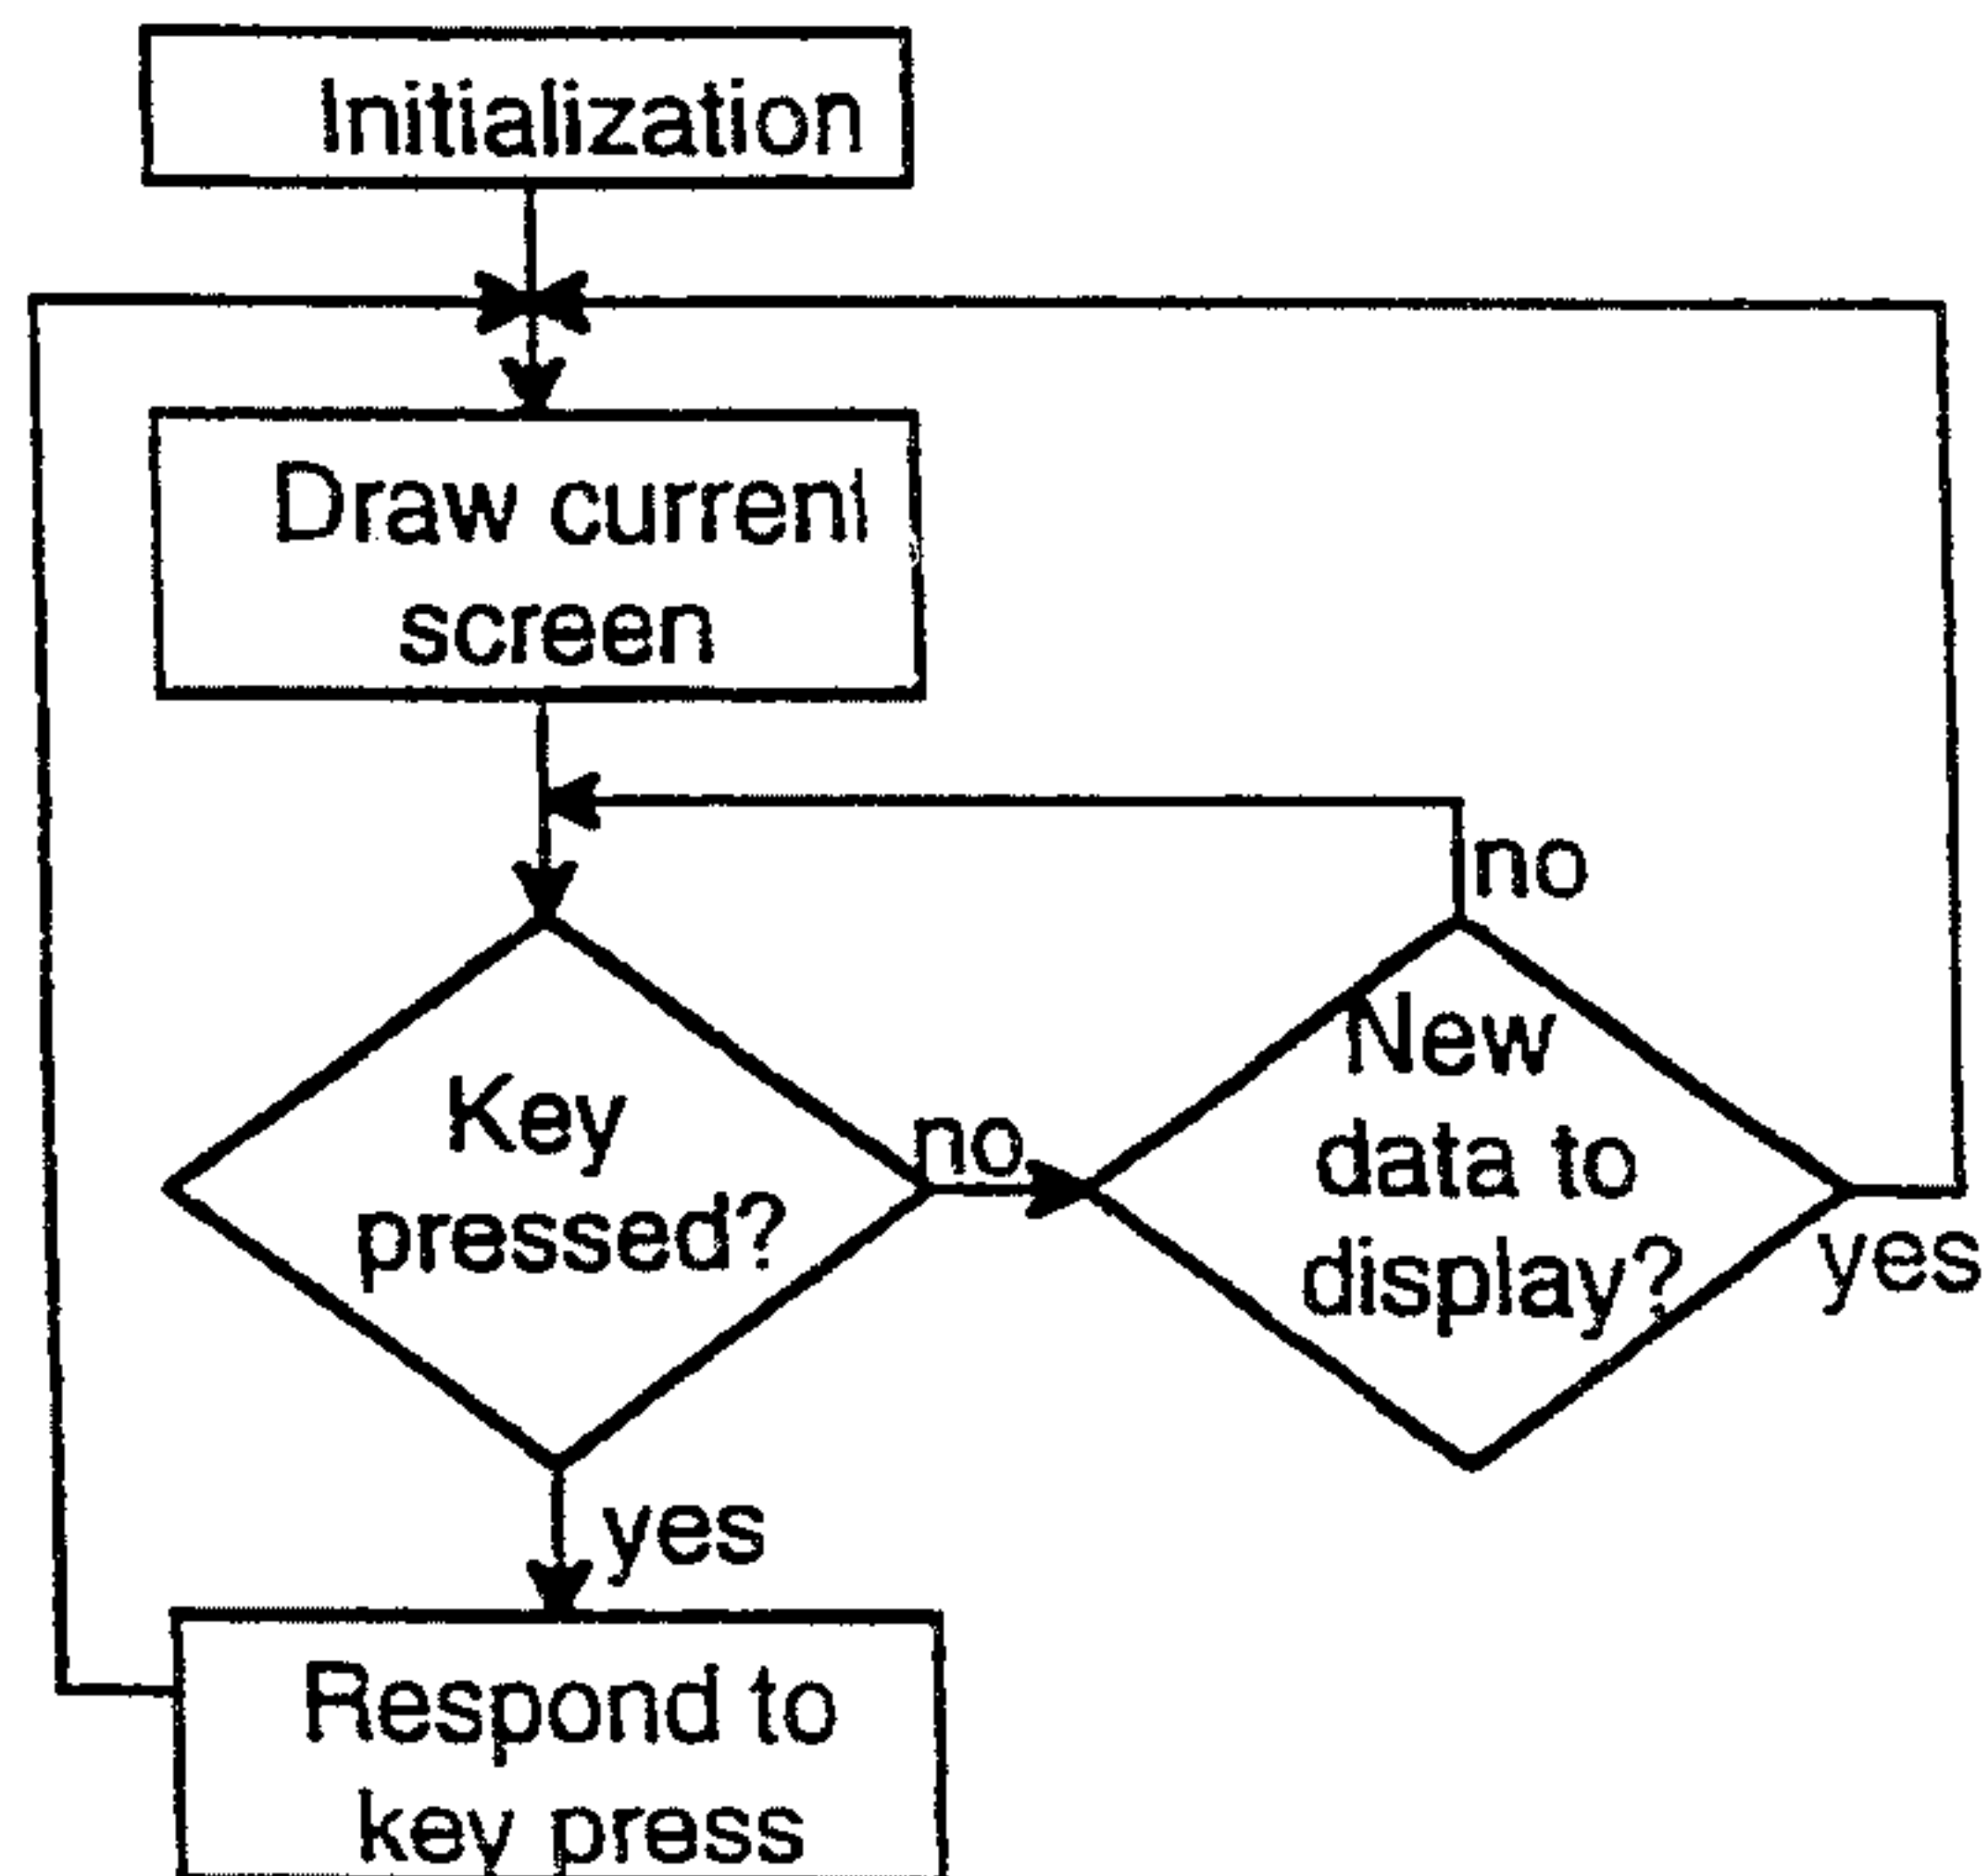 Initialization
Draw current
screen
no
Key
pressed?
no
New
data to
display?
yes
yes
Respond to
key press